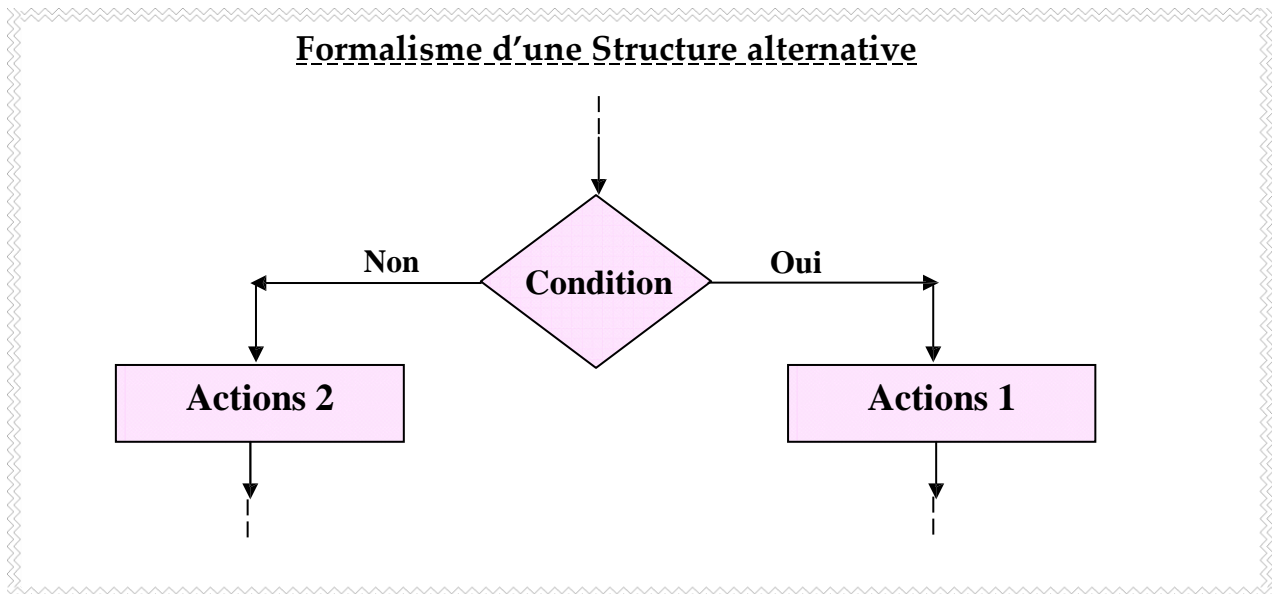 Formalisme d’une Structure alternative
Non
Oui
Condition
Actions 2
Actions 1